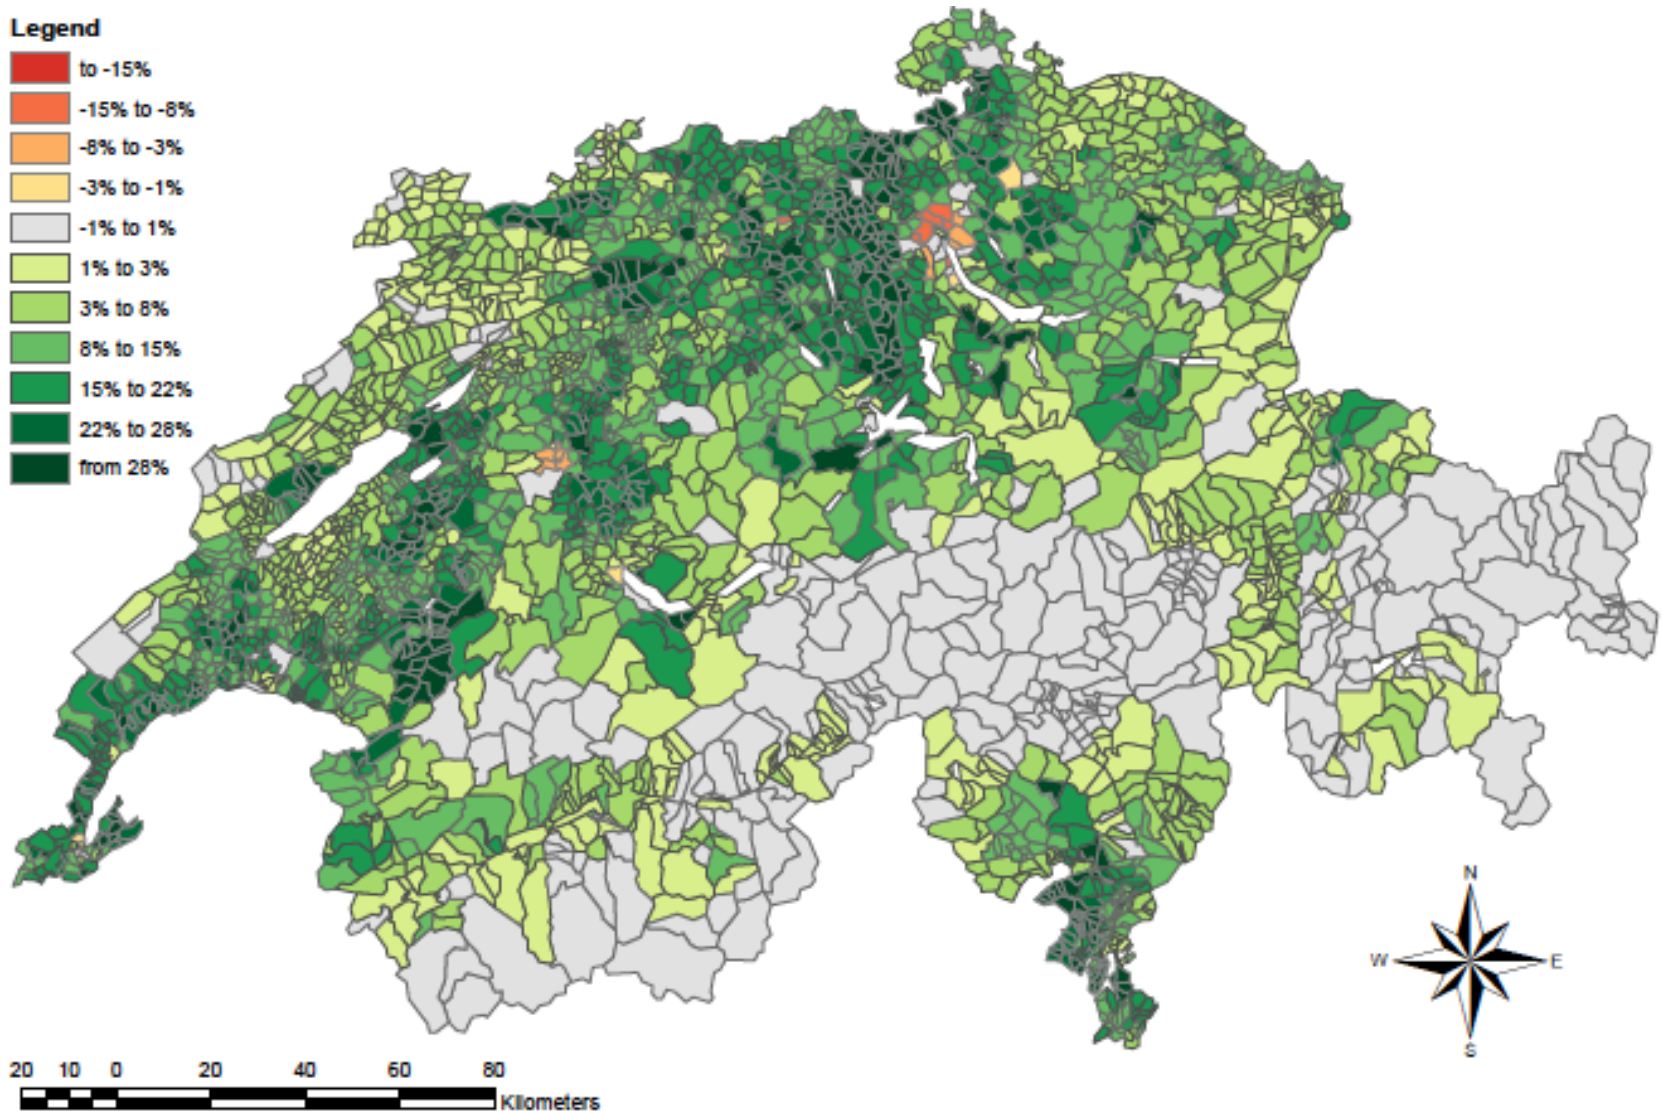 Legend
to -15%
-15% to -8%
-8% to -3%
-3% to -1%
-1% to 1%
1% to 3%
3% to 8%
8% to 15%
15% to 22%
22% to 28%
from 28%
N
W E
S
20 10 0 20 40 60 80
Kilometers